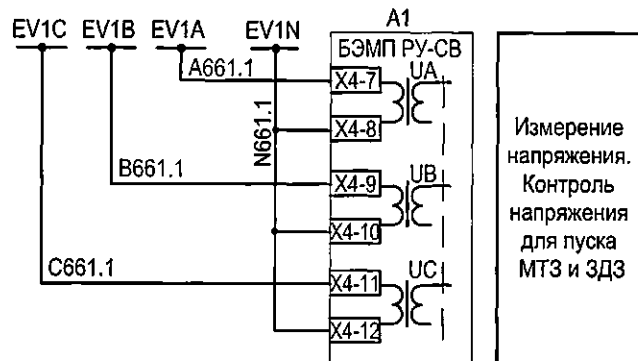 A1
EV1C EV1B EV1A EV1N
БЭМП РУ-СВ
A661.1
X4-7
UA
X4-8
N661.1
B661.1
X4-9
UB
X4-10
C661.1
X4-11
UC
X4-12
Измерение
напряжения.
Контроль
напряжения
для пуска
МТЗ и ЗДЗ